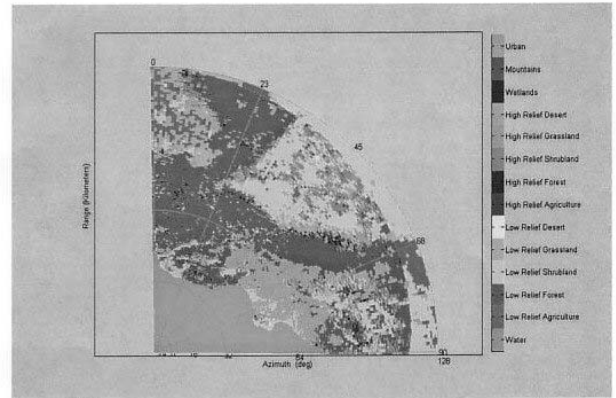 0
23
45
68
90
128
64
32
Range (Kilometers)
Azimuth (deg)
Urban
Mountains
Wetlands
High Relief Desert
High Relief Grassland
High Relief Shrubland
High Relief Forest
High Relief Agriculture
Low Relief Desert
Low Relief Grassland
Low Relief Shrubland
Low Relief Forest
Low Relief Agriculture
Water